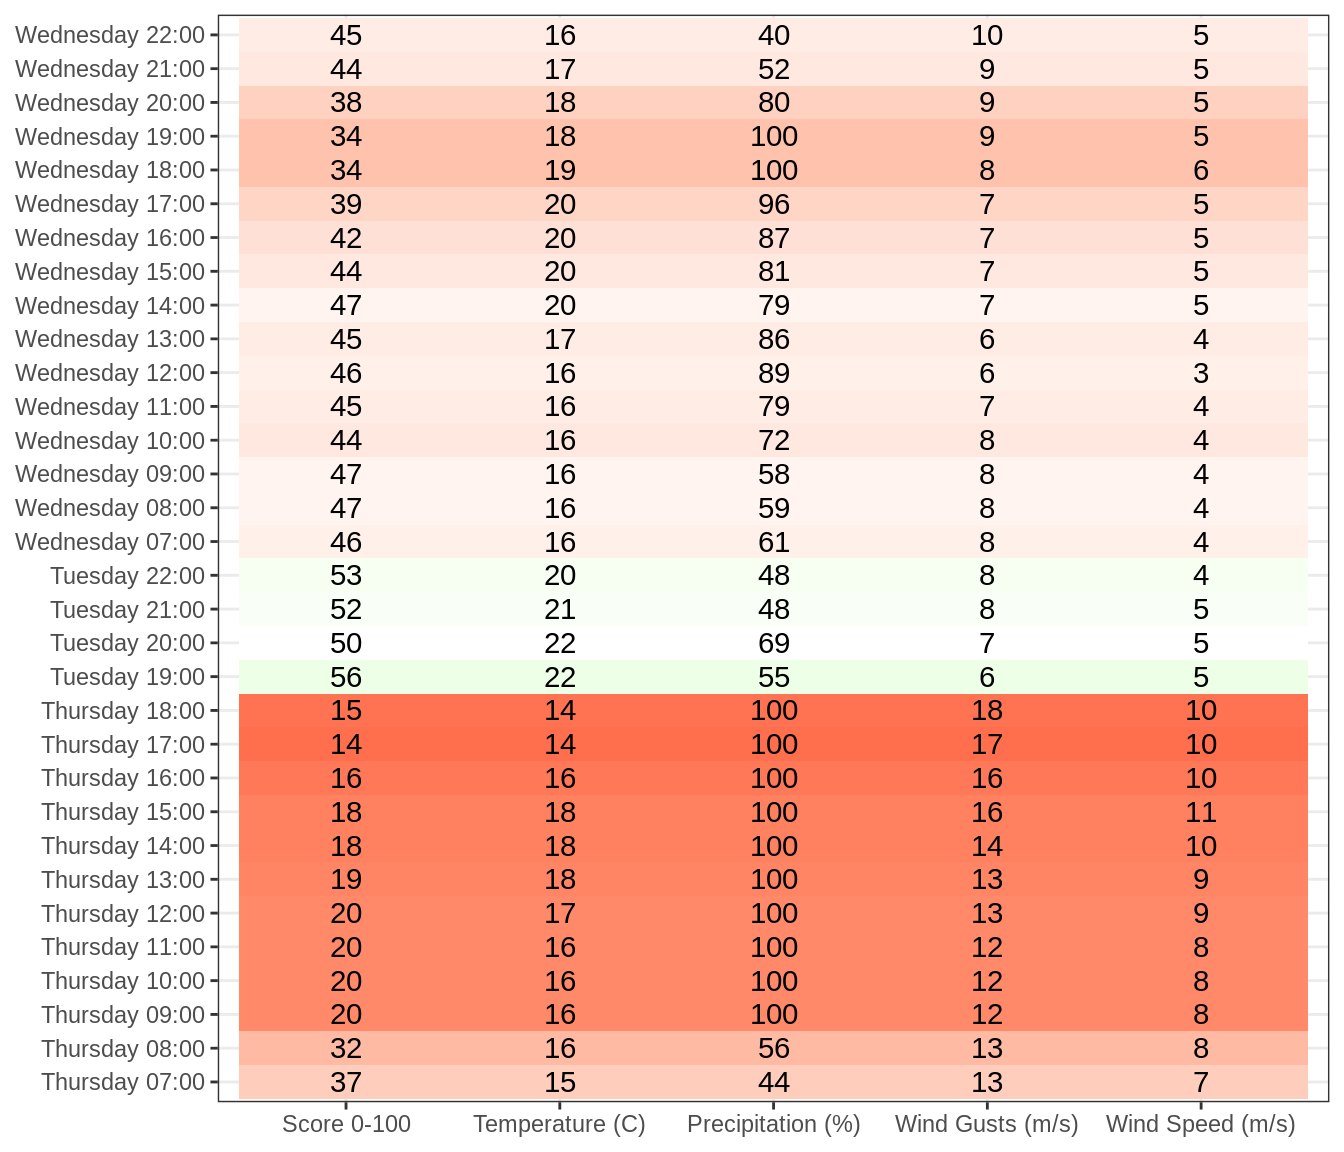 Wednesday 22:00 45 16 40 10 5
Wednesday 21:00 44 17 52 9 5
Wednesday 20:00 38 18 80 9 5
Wednesday 19:00 34 18 100 9 5
Wednesday 18:00 34 19 100 8 6
Wednesday 17:00 39 20 96 7 5
Wednesday 16:00 42 20 87 7 5
Wednesday 15:00 44 20 81 7 5
Wednesday 14:00 47 20 79 7 5
Wednesday 13:00 45 17 86 6 4
Wednesday 12:00 46 16 89 6 3
Wednesday 11:00 45 16 79 7 4
Wednesday 10:00 44 16 72 8 4
Wednesday 09:00 47 16 58 8 4
Wednesday 08:00 47 16 59 8 4
Wednesday 07:00 46 16 61 8 4
Tuesday 22:00 53 20 48 8 4
Tuesday 21:00 52 21 48 8 5
Tuesday 20:00 50 22 69 7 5
Tuesday 19:00 56 22 55 6 5
Thursday 18:00 15 14 100 18 10
Thursday 17:00 14 14 100 17 10
Thursday 16:00 16 16 100 16 10
Thursday 15:00 18 18 100 16 11
Thursday 14:00 18 18 100 14 10
Thursday 13:00 19 18 100 13 9
Thursday 12:00 20 17 100 13 9
Thursday 11:00 20 16 100 12 8
Thursday 10:00 20 16 100 12 8
Thursday 09:00 20 16 100 12 8
Thursday 08:00 32 16 56 13 8
Thursday 07:00 37 15 44 13 7
Score 0-100 Temperature (C) Precipitation (%) Wind Gusts (m/s) Wind Speed (m/s)